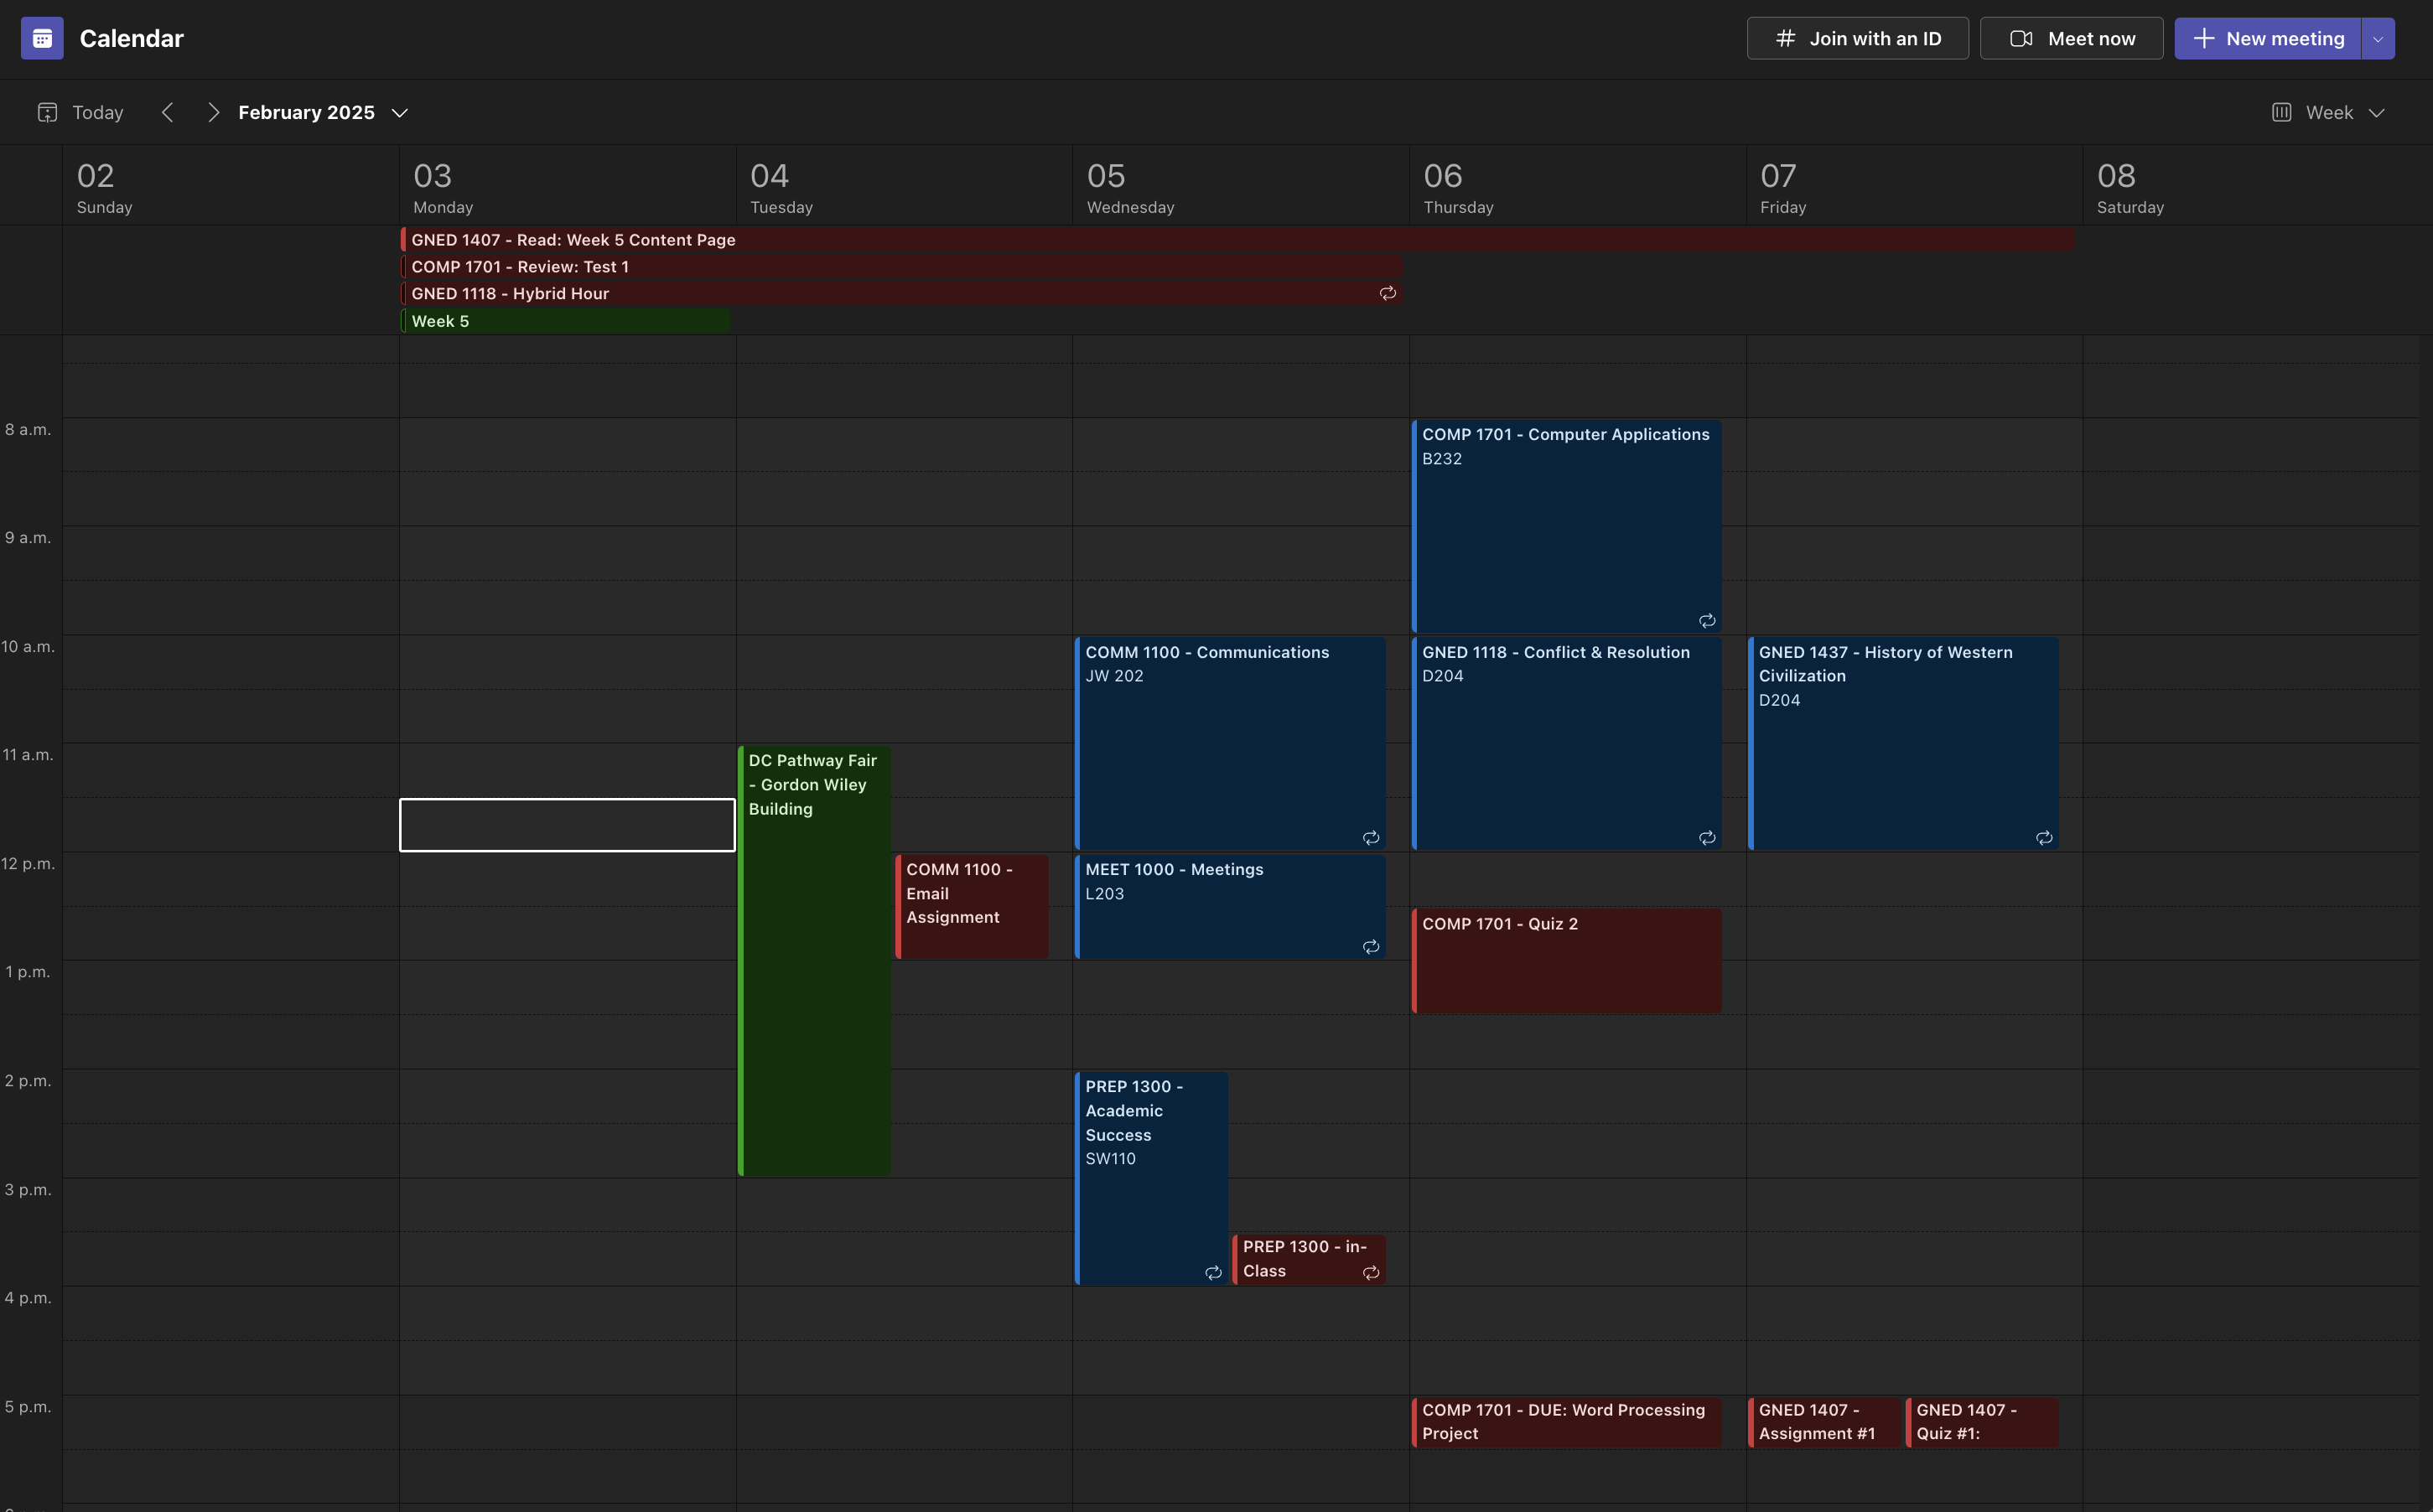 Calendar
Join with an ID
Meet now
New meeting
Today
February 2025
Week
02
Sunday
03
Monday
04
Tuesday
05
Wednesday
06
Thursday
07
Friday
08
Saturday
GNED 1407 - Read: Week 5 Content Page
COMP 1701 - Review: Test 1
GNED 1118 - Hybrid Hour
Week 5
8 a.m.
COMP 1701 - Computer Applications
B232
9 a.m.
10 a.m.
COMM 1100 - Communications
JW 202
GNED 1118 - Conflict & Resolution
D204
GNED 1437 - History of Western
Civilization
D204
11 a.m.
DC Pathway Fair
- Gordon Wiley
Building
12 p.m.
COMM 1100 -
Email
Assignment
MEET 1000 - Meetings
L203
COMP 1701 - Quiz 2
1 p.m.
2 p.m.
PREP 1300 -
Academic
Success
SW110
3 p.m.
PREP 1300 - in-
Class
4 p.m.
5 p.m.
COMP 1701 - DUE: Word Processing
Project
GNED 1407 -
Assignment #1
GNED 1407 -
Quiz #1: